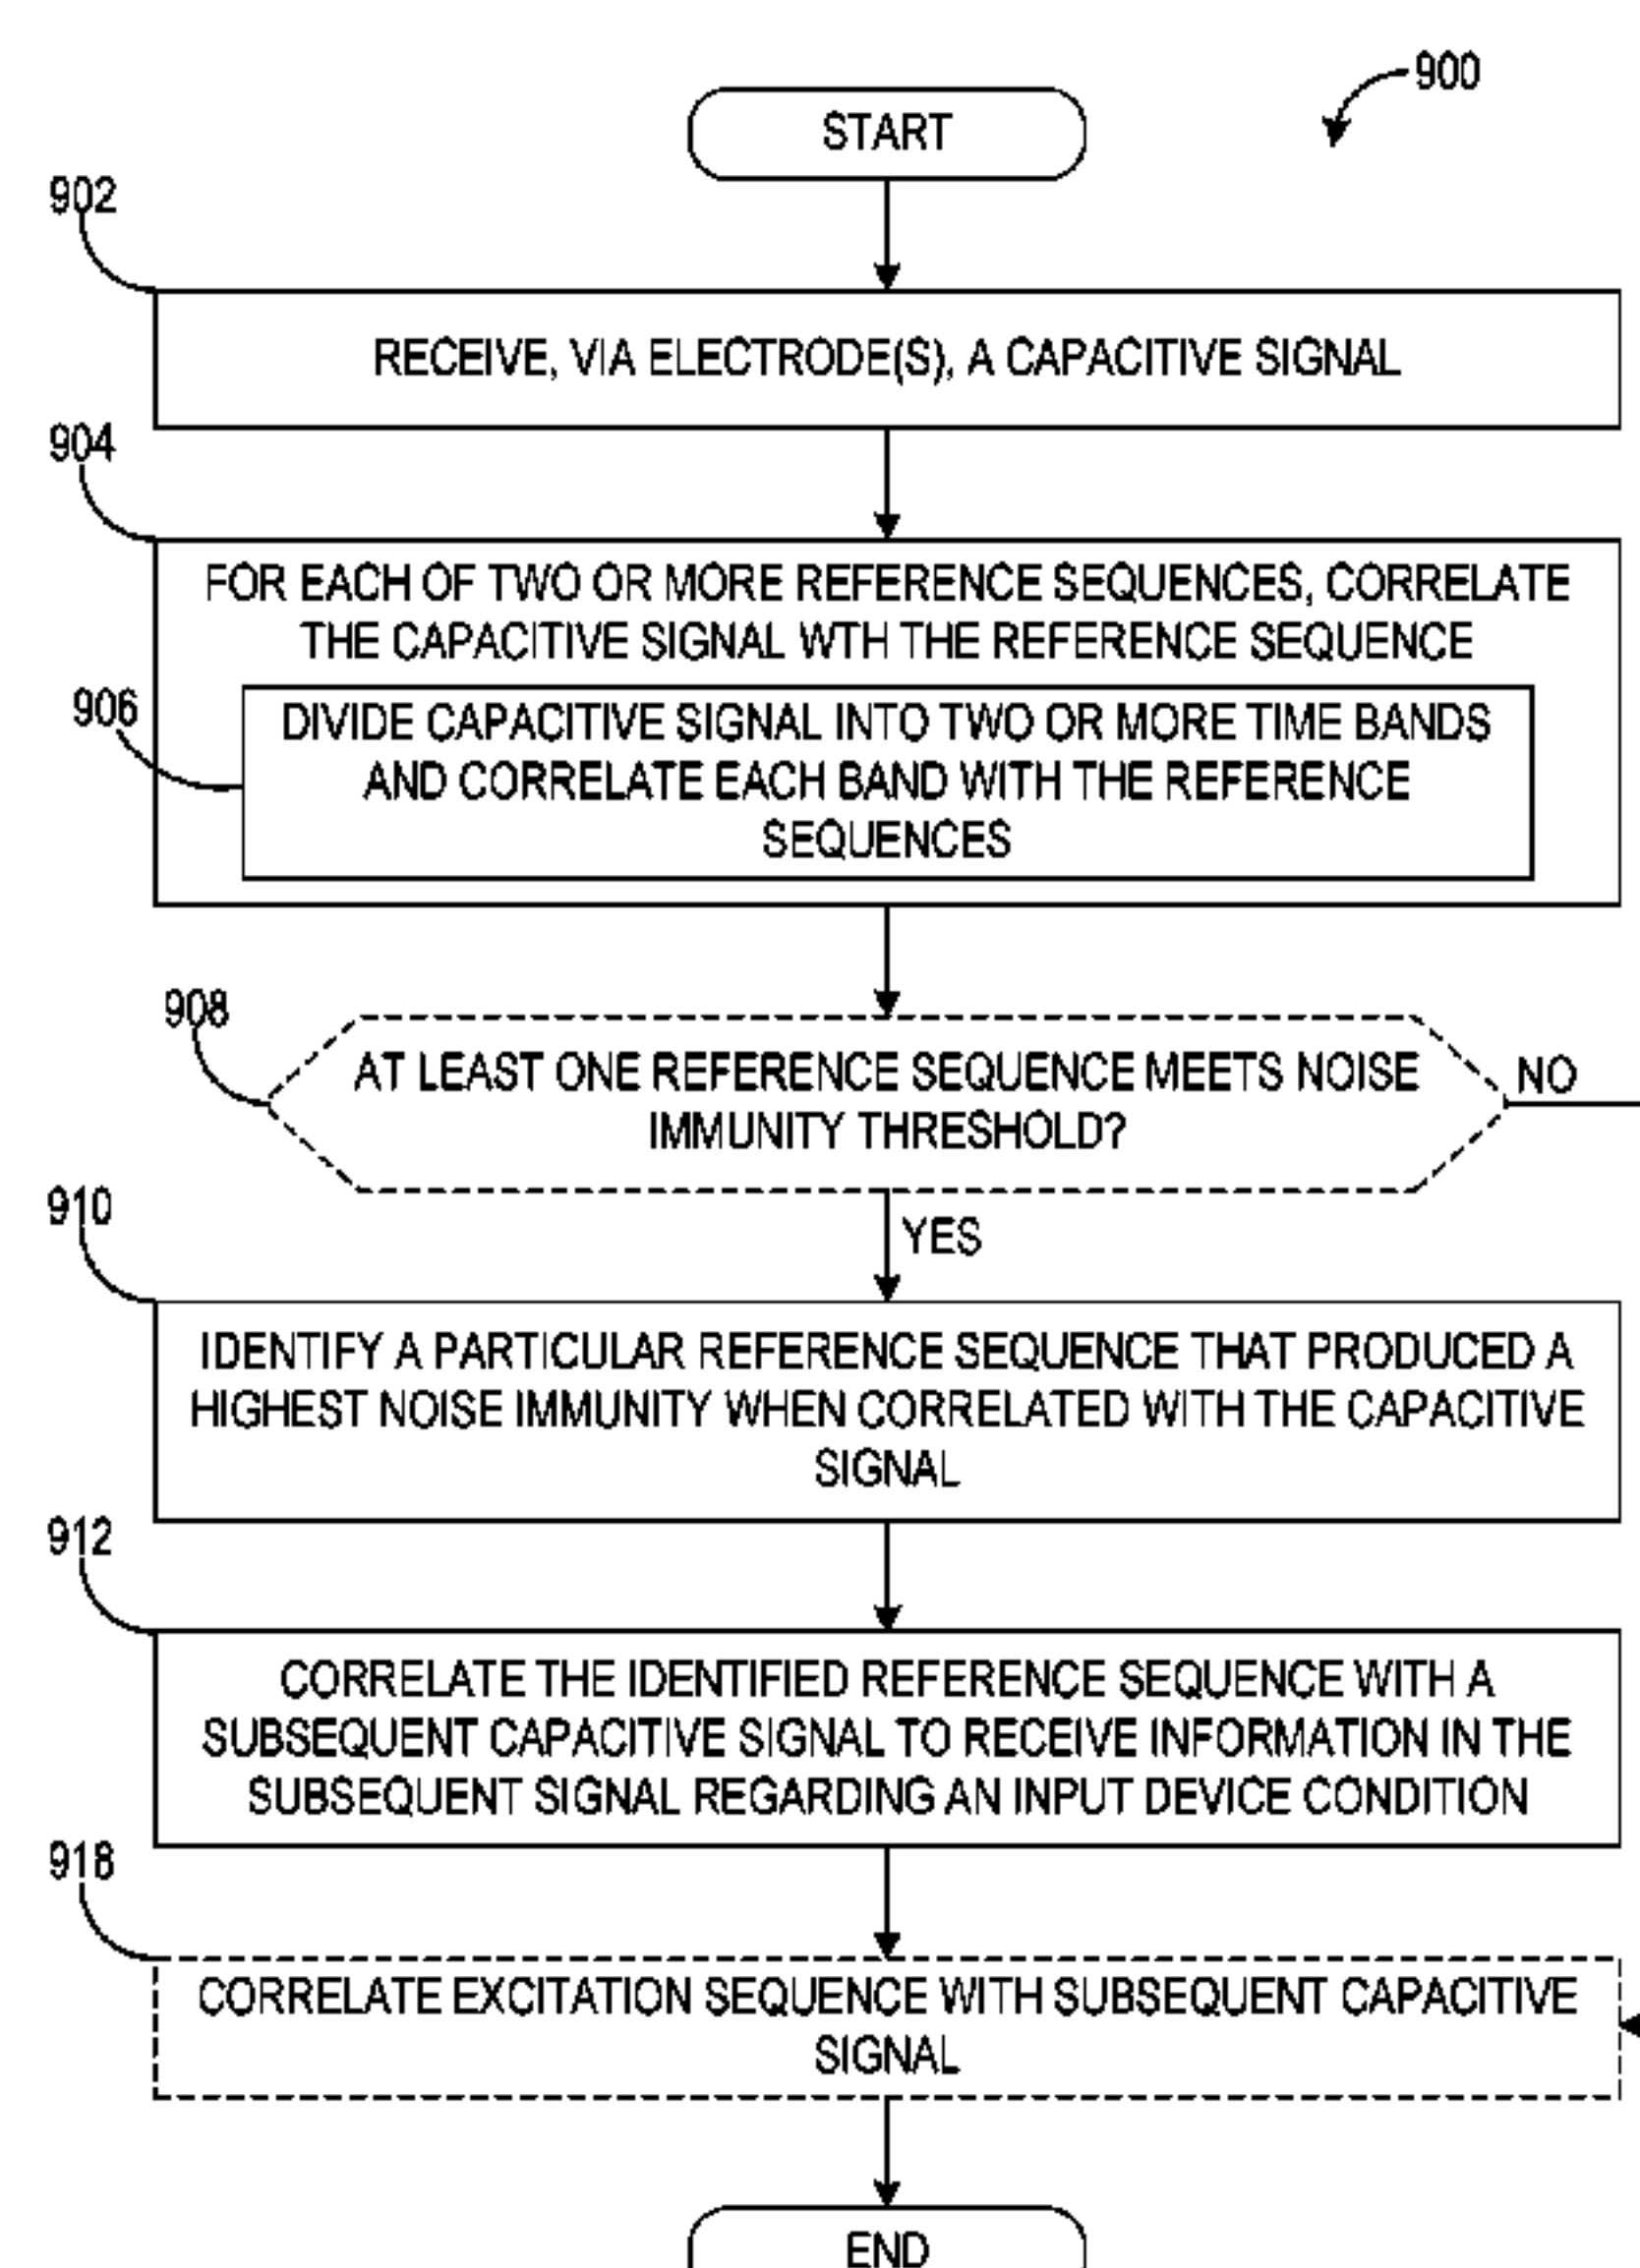 900
START
902
RECEIVE, VIA ELECTRODE(S), A CAPACITIVE SIGNAL
904
FOR EACH OF TWO OR MORE REFERENCE SEQUENCES, CORRELATE
THE CAPACITIVE SIGNAL WTH THE REFERENCE SEQUENCE
906
DIVIDE CAPACITIVE SIGNAL INTO TWO OR MORE TIME BANDS
AND CORRELATE EACH BAND WITH THE REFERENCE
SEQUENCES
908
AT LEAST ONE REFERENCE SEQUENCE MEETS NOISE
IMMUNITY THRESHOLD?
NO
YES
910
IDENTIFY A PARTICULAR REFERENCE SEQUENCE THAT PRODUCED A
HIGHEST NOISE IMMUNITY WHEN CORRELATED WITH THE CAPACITIVE
SIGNAL
912
CORRELATE THE IDENTIFIED REFERENCE SEQUENCE WITH A
SUBSEQUENT CAPACITIVE SIGNAL TO RECEIVE INFORMATION IN THE
SUBSEQUENT SIGNAL REGARDING AN INPUT DEVICE CONDITION
918
CORRELATE EXCITATION SEQUENCE WITH SUBSEQUENT CAPACITIVE
SIGNAL
END